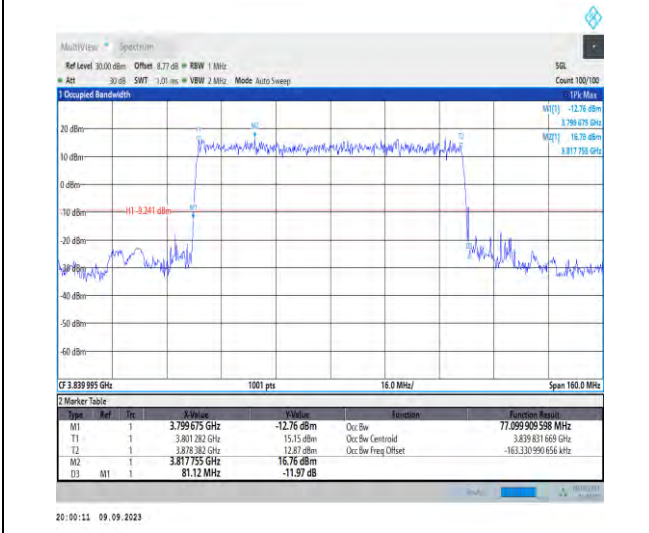 MultiView Spectrum
Ref Level 30.00 dBm Offset 8.77 dB RBW 1 MHz SGL
Att 30 dB SWT 1.01 ms VBW 2 MHz Mode Auto Sweep Count 100/100
1 Occupied Bandwidth 1Pk Max
M1[1] -12.76 dBm
3.799 675 GHz
M2[1] 16.76 dBm
3.817 755 GHz
M2
T1
T2
20 dBm
10 dBm
0 dBm
-10 dBm
H1 -9.241 dBm
M1
-20 dBm
D3
-30 dBm
-40 dBm
-50 dBm
-60 dBm
CF 3.839 995 GHz 1001 pts 16.0 MHz/ Span 160.0 MHz
2 Marker Table
Type Ref Trc X-Value Y-Value Function Function Result
M1 1 3.799 675 GHz -12.76 dBm Occ Bw 77.099 909 598 MHz
T1 1 3.801 282 GHz 15.15 dBm Occ Bw Centroid 3.839 831 669 GHz
T2 1 3.878 382 GHz 12.87 dBm Occ Bw Freq Offset -163.330 990 656 kHz
M2 1 3.817 755 GHz 16.76 dBm
D3 M1 1 81.12 MHz -11.97 dB
20:00:11 09.09.2023